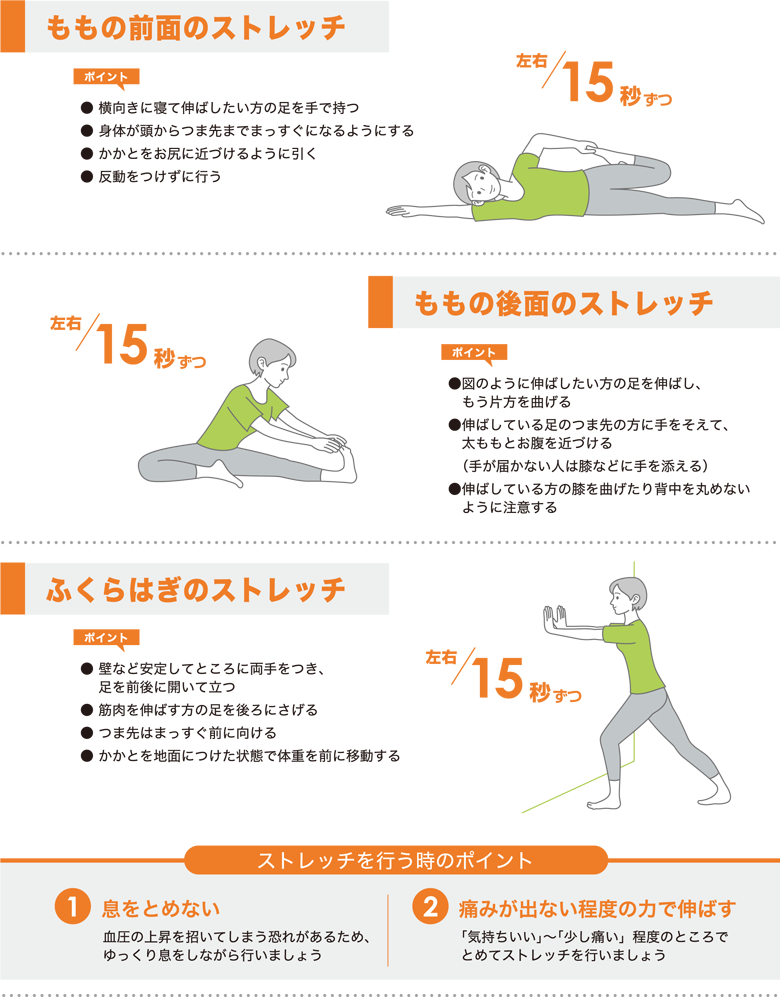 ももの前面のストレッチ
ポイント
● 横向きに寝て伸ばしたい方の足を手で持つ
● 身体が頭からつま先までまっすぐになるようにする
● かかとをお尻に近づけるように引く
● 反動をつけずに行う
左右/15秒ずつ
ももの後面のストレッチ
左右/15秒ずつ
ポイント
●図のように伸ばしたい方の足を伸ばし、
もう片方を曲げる
●伸ばしている足のつま先の方に手をそえて、
太ももとお腹を近づける
（手が届かない人は膝などに手を添える）
●伸ばしている方の膝を曲げたり背中を丸めない
ように注意する
ふくらはぎのストレッチ
ポイント
● 壁など安定してところに両手をつき、
足を前後に開いて立つ
● 筋肉を伸ばす方の足を後ろにさげる
● つま先はまっすぐ前に向ける
● かかとを地面につけた状態で体重を前に移動する
左右/15秒ずつ
ストレッチを行う時のポイント
1 息をとめない
血圧の上昇を招いてしまう恐れがあるため、
ゆっくり息をしながら行いましょう
2 痛みが出ない程度の力で伸ばす
「気持ちいい」～「少し痛い」程度のところで
とめてストレッチを行いましょう